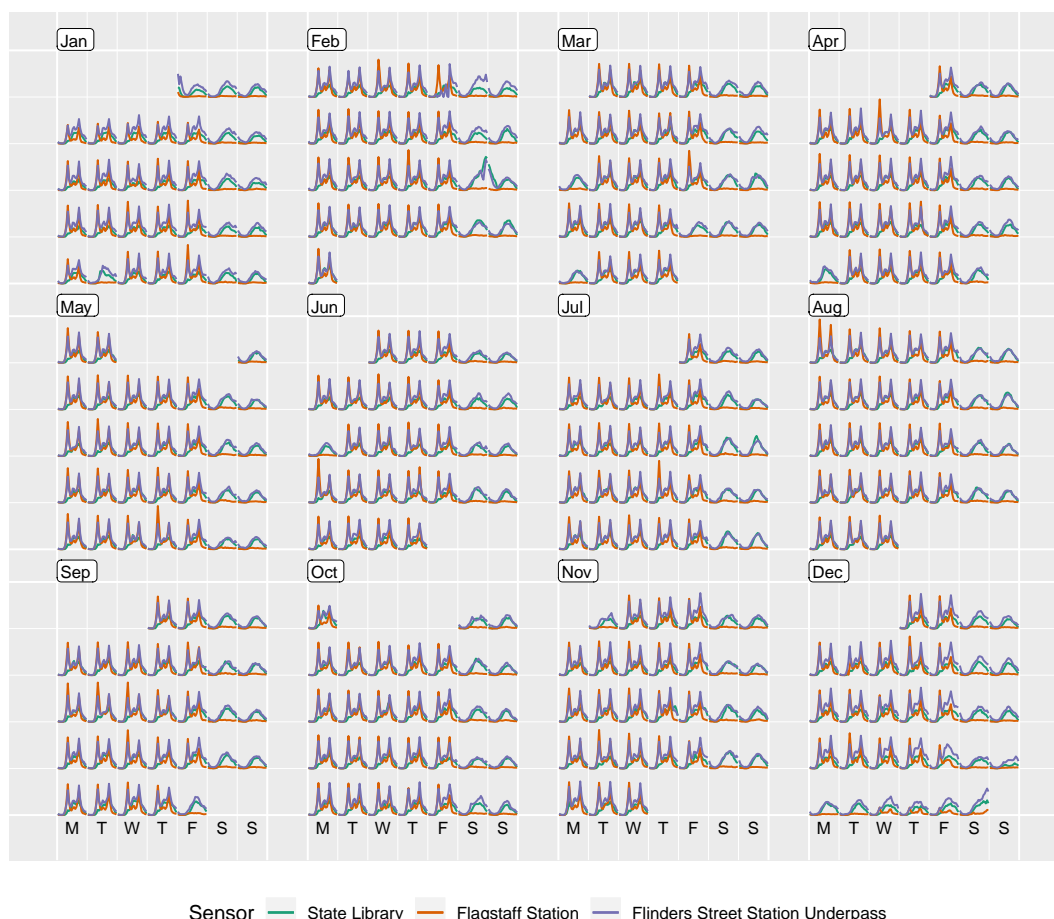 Jan Feb Mar Apr
May Jun Jul Aug
Sep Oct Nov Dec
M T W T F S S M T W T F S S M T W T F S S M T W T F S S
Sensor State Library Flagstaff Station Flinders Street Station Underpass